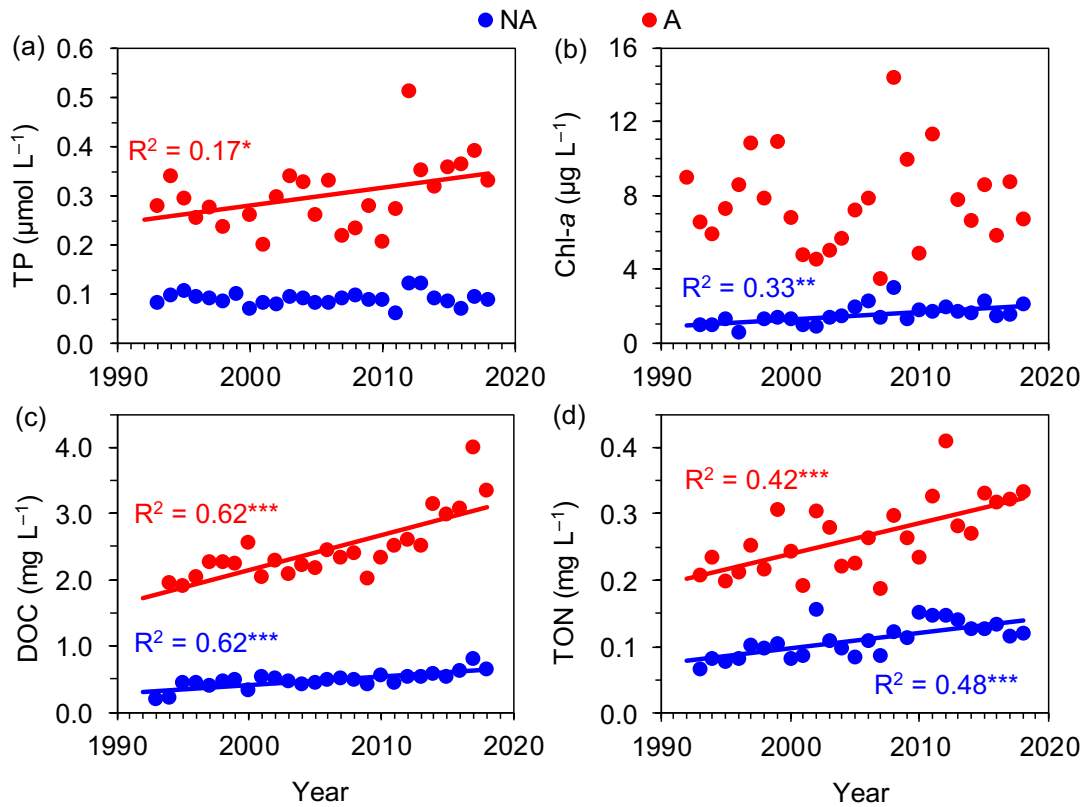 NA A
(a)
TP (μmol L⁻¹)
0.6
0.5
0.4
0.3
0.2
0.1
0.0
R² = 0.17*
1990 2000 2010 2020
(b)
Chl-a (μg L⁻¹)
16
12
8
4
0
R² = 0.33**
1990 2000 2010 2020
(c)
DOC (mg L⁻¹)
4.0
3.0
2.0
1.0
0.0
R² = 0.62***
R² = 0.62***
1990 2000 2010 2020
Year
(d)
TON (mg L⁻¹)
0.4
0.3
0.2
0.1
0.0
R² = 0.42***
R² = 0.48***
1990 2000 2010 2020
Year